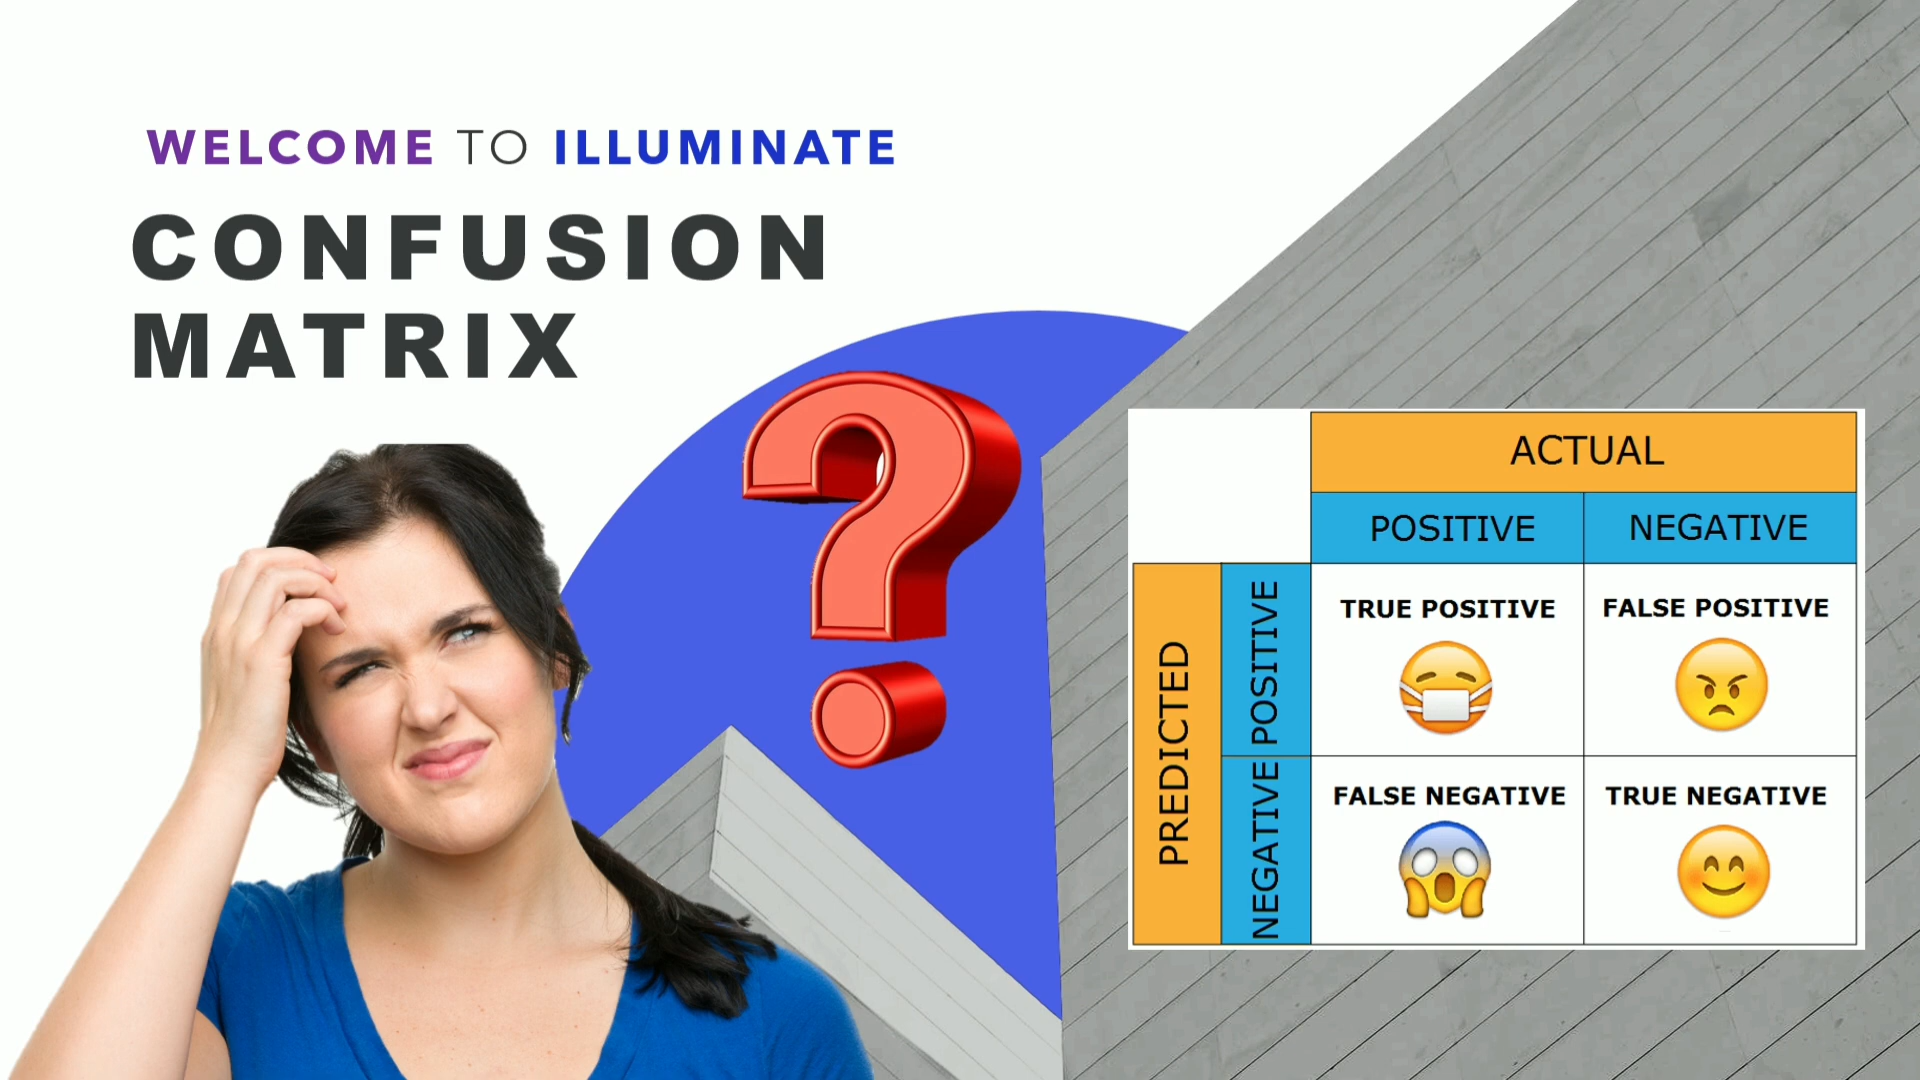 WELCOME TO ILLUMINATE
CONFUSION
MATRIX
ACTUAL
POSITIVE NEGATIVE
PREDICTED
POSITIVE
TRUE POSITIVE FALSE POSITIVE
NEGATIVE
FALSE NEGATIVE TRUE NEGATIVE